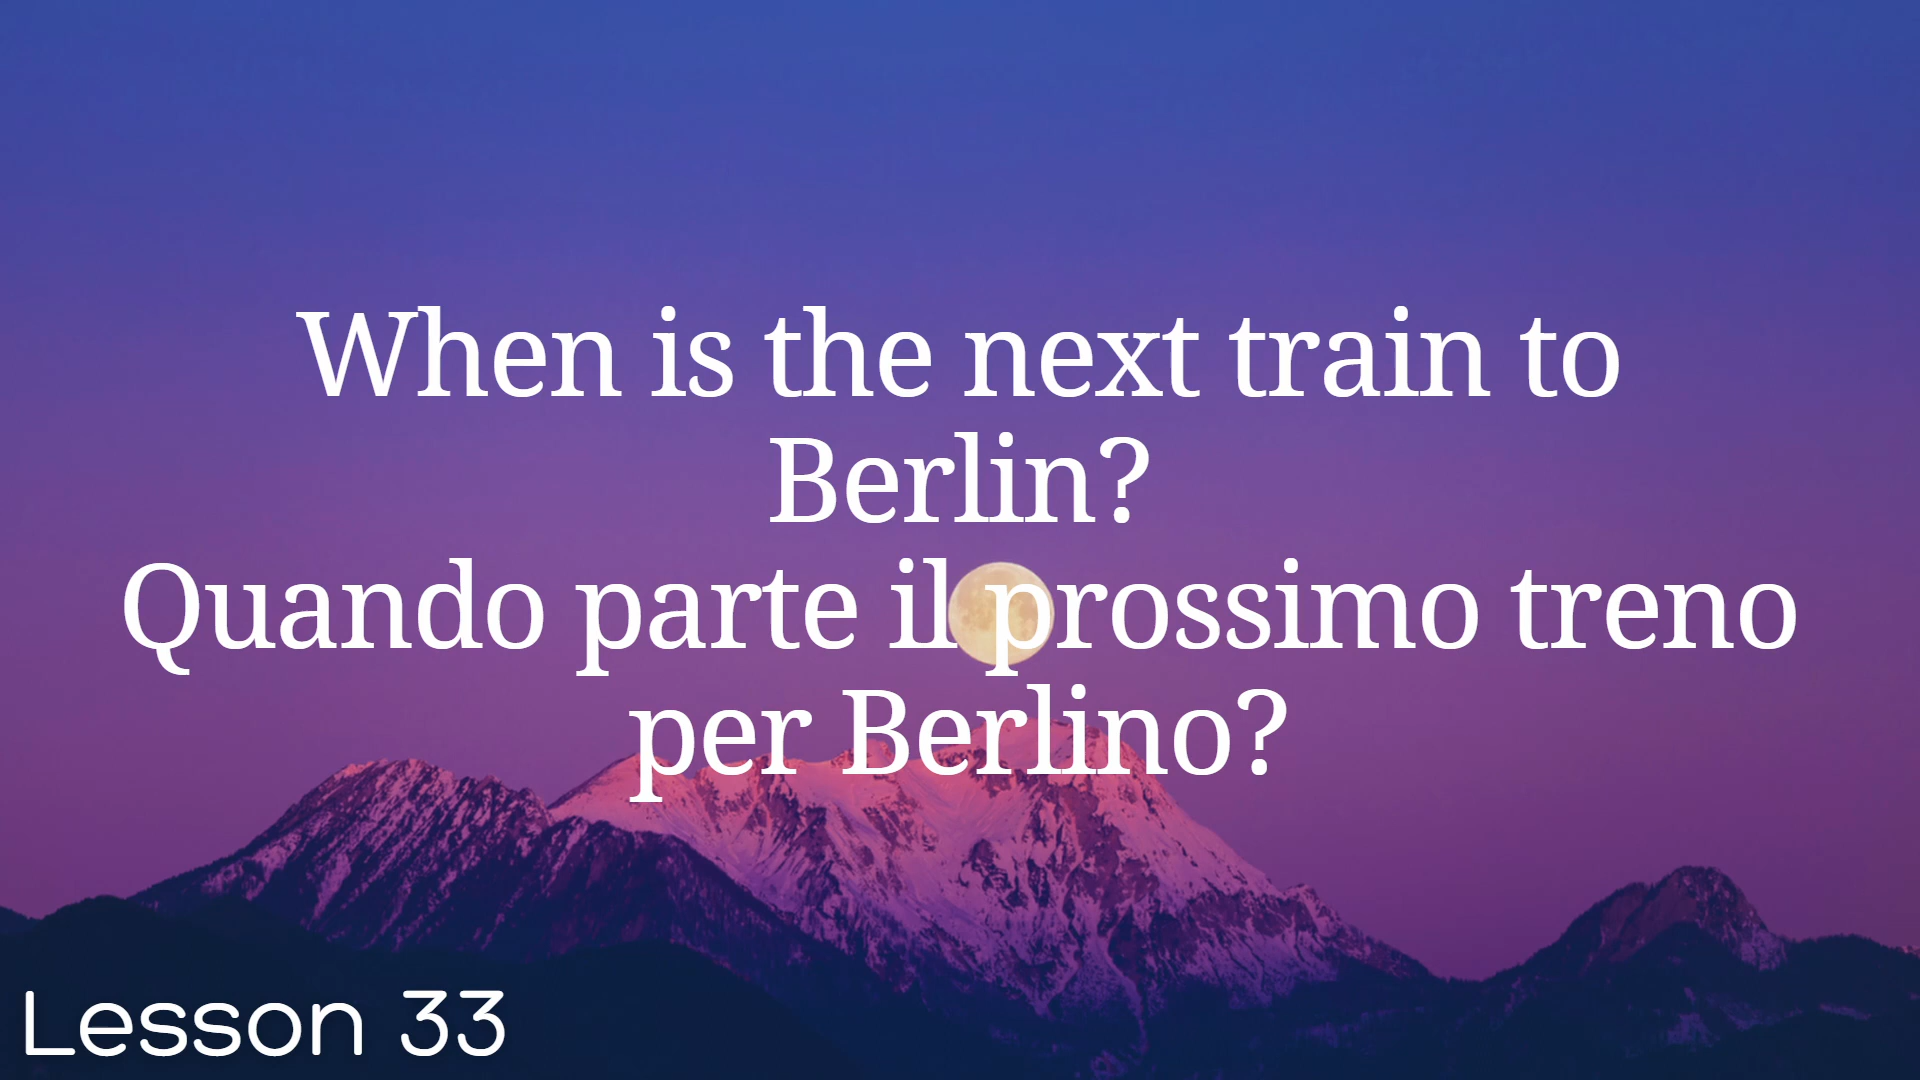 When is the next train to
Berlin?
Quando parte il prossimo treno
per Berlino?
Lesson 33